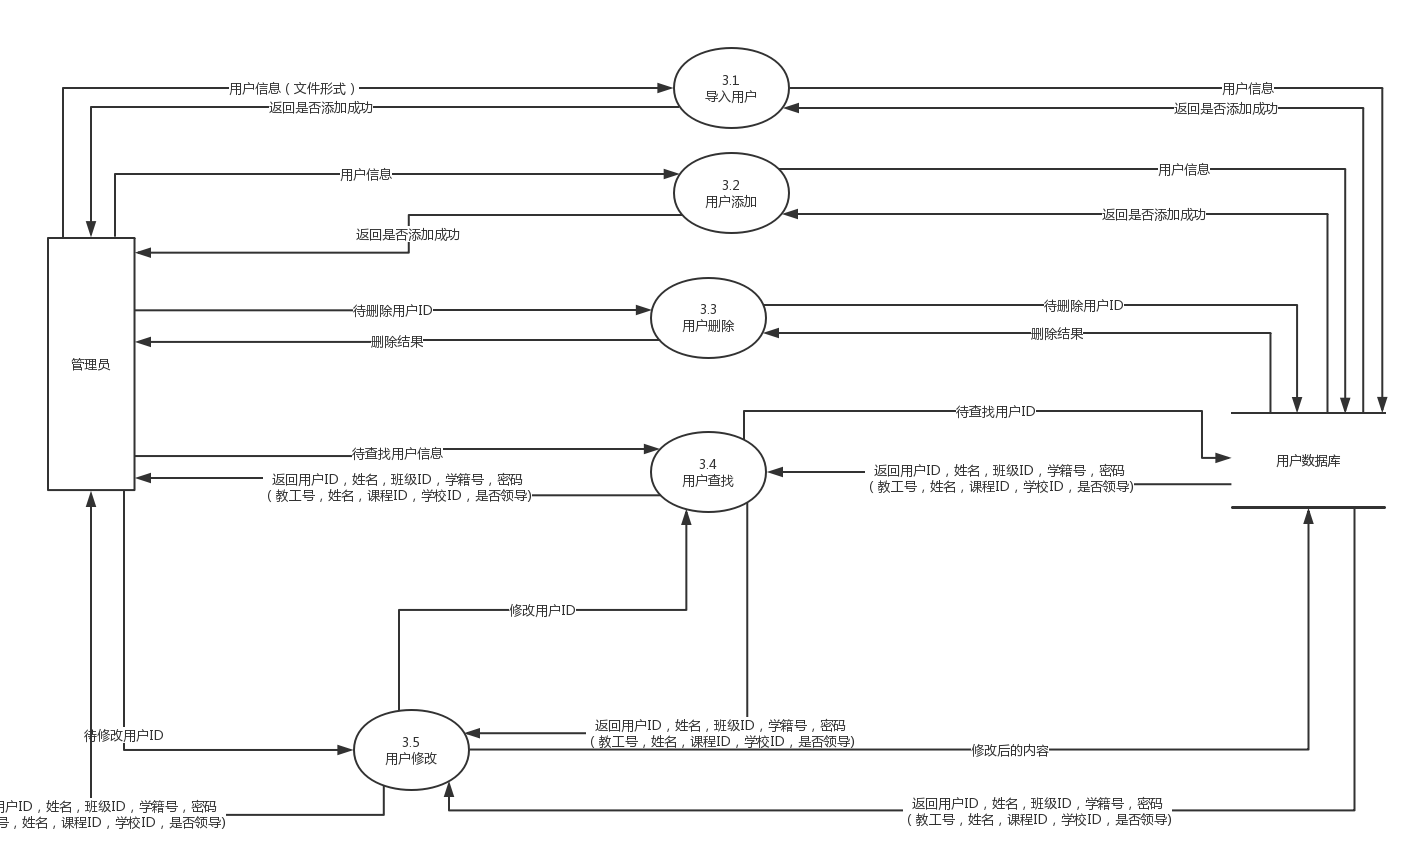 3.1
导入用户
用户信息（文件形式）
用户信息
返回是否添加成功
返回是否添加成功
用户信息
3.2
用户添加
用户信息
返回是否添加成功
返回是否添加成功
待删除用户ID
3.3
用户删除
待删除用户ID
删除结果
删除结果
管理员
待查找用户ID
待查找用户信息
3.4
用户查找
用户数据库
返回用户ID，姓名，班级ID，学籍号，密码
（教工号，姓名，课程ID，学校ID，是否领导)
返回用户ID，姓名，班级ID，学籍号，密码
（教工号，姓名，课程ID，学校ID，是否领导)
修改用户ID
待修改用户ID
3.5
用户修改
返回用户ID，姓名，班级ID，学籍号，密码
（教工号，姓名，课程ID，学校ID，是否领导)
修改后的内容
户ID，姓名，班级ID，学籍号，密码
号，姓名，课程ID，学校ID，是否领导)
返回用户ID，姓名，班级ID，学籍号，密码
（教工号，姓名，课程ID，学校ID，是否领导)